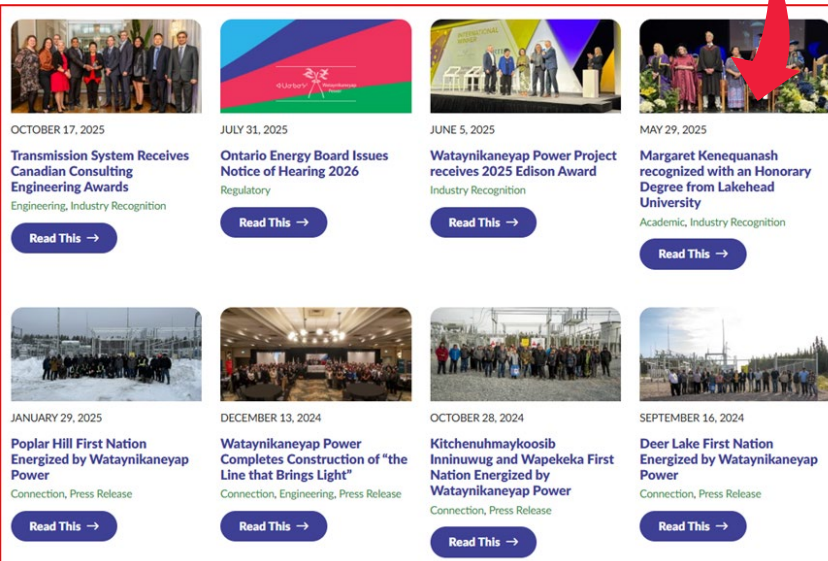 INTERNATIONAL
WINNER
Wataynikaneyap
Power
OCTOBER 17, 2025
Transmission System Receives
Canadian Consulting
Engineering Awards
Engineering, Industry Recognition
Read This →
JULY 31, 2025
Ontario Energy Board Issues
Notice of Hearing 2026
Regulatory
Read This →
JUNE 5, 2025
Wataynikaneyap Power Project
receives 2025 Edison Award
Industry Recognition
Read This →
MAY 29, 2025
Margaret Kenequanash
recognized with an Honorary
Degree from Lakehead
University
Academic, Industry Recognition
Read This →
JANUARY 29, 2025
Poplar Hill First Nation
Energized by Wataynikaneyap
Power
Connection, Press Release
Read This →
DECEMBER 13, 2024
Wataynikaneyap Power
Completes Construction of “the
Line that Brings Light”
Connection, Engineering, Press Release
Read This →
OCTOBER 28, 2024
Kitchenuhmaykoosib
Inninuwug and Wapekeka First
Nation Energized by
Wataynikaneyap Power
Connection, Press Release
Read This →
SEPTEMBER 16, 2024
Deer Lake First Nation
Energized by Wataynikaneyap
Power
Connection, Press Release
Read This →